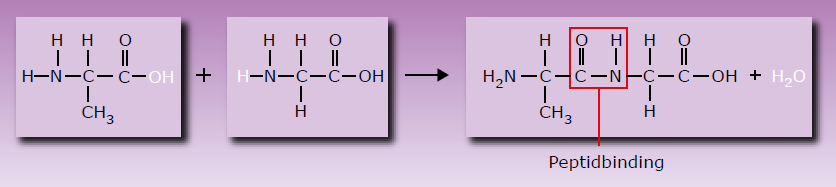 H H O H H O H O H H O
H—N—C—C—OH + H—N—C—C—OH → H₂N—C—C—N—C—C—OH + H₂O
CH₃ H CH₃ H
Peptidbinding